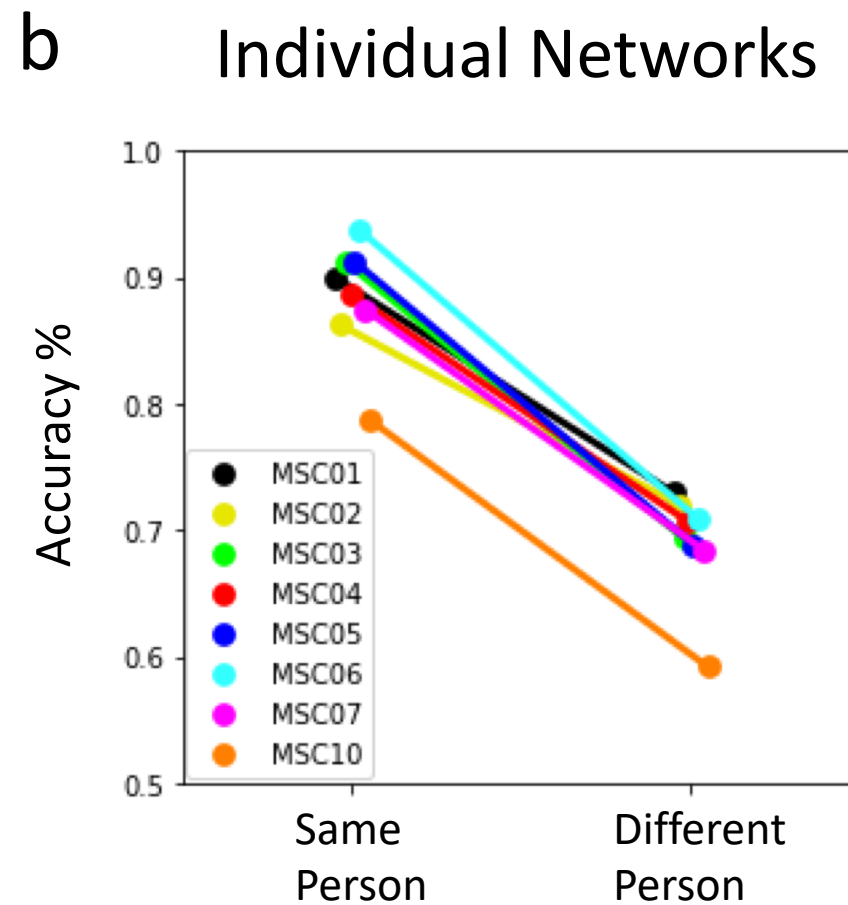 b
Individual Networks
1.0
0.9
0.8
0.7
0.6
0.5
Accuracy %
MSC01
MSC02
MSC03
MSC04
MSC05
MSC06
MSC07
MSC10
Same
Person
Different
Person